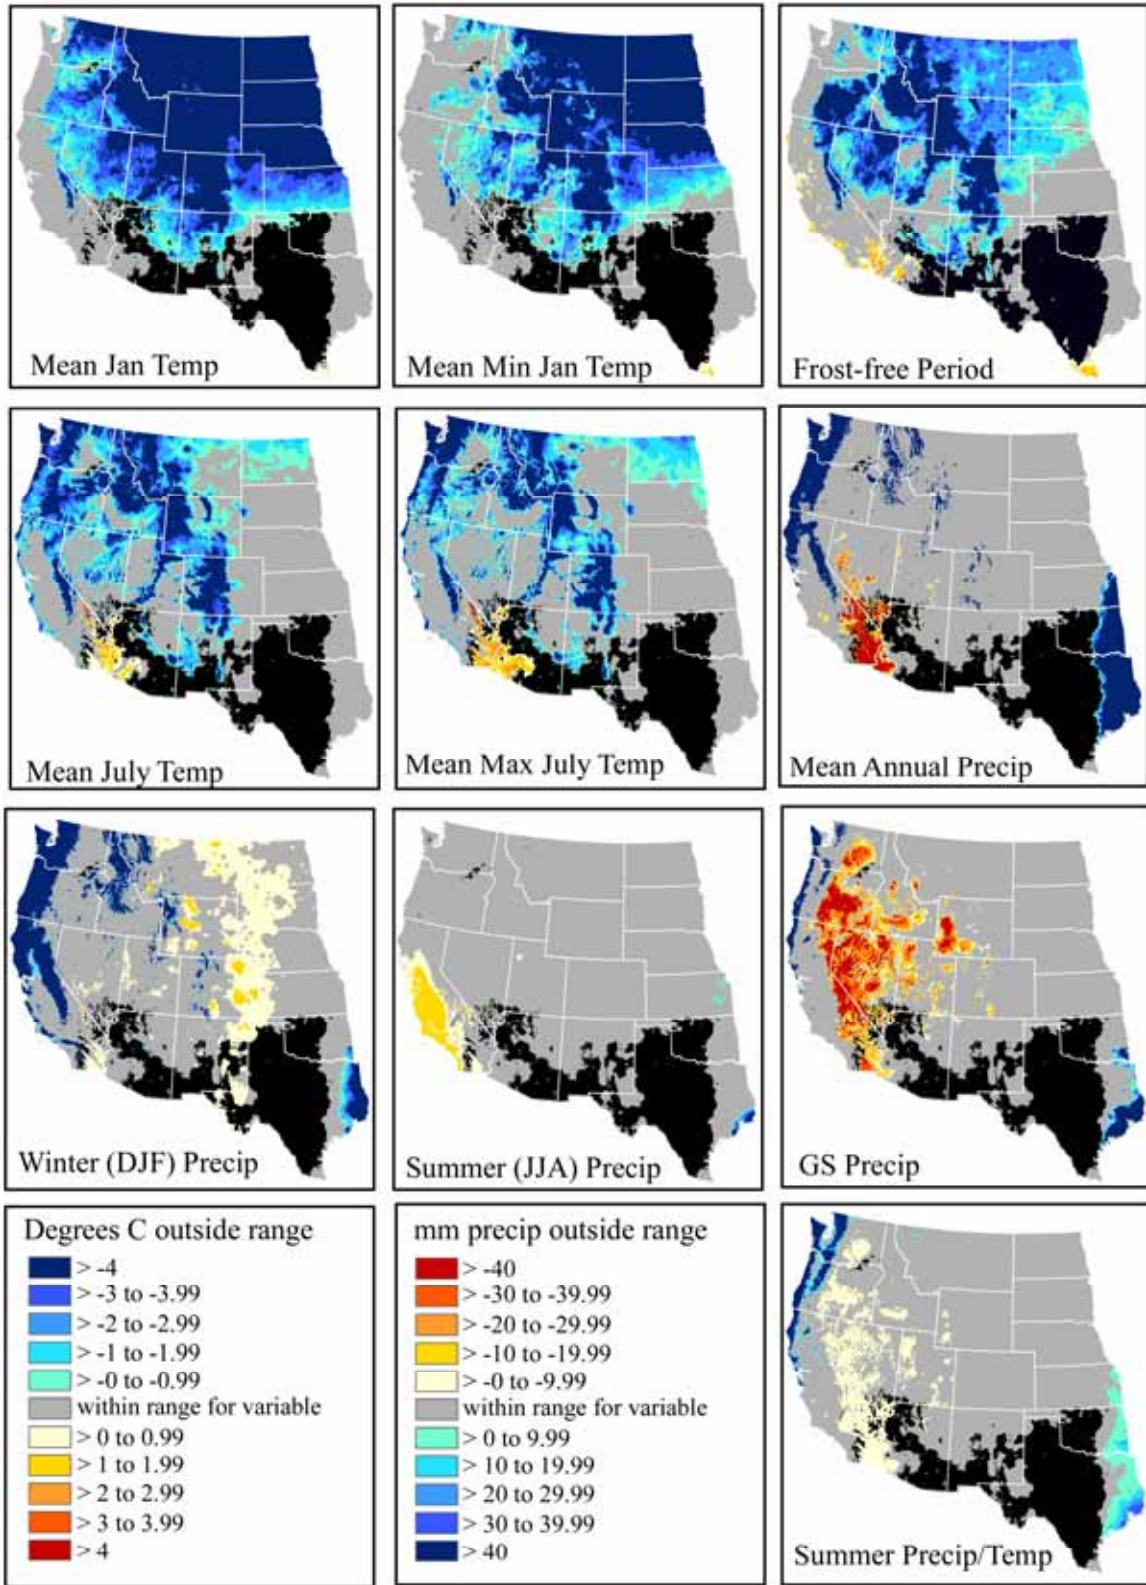 Mean Jan Temp
Mean Min Jan Temp
Frost-free Period
Mean July Temp
Mean Max July Temp
Mean Annual Precip
Winter (DJF) Precip
Summer (JJA) Precip
GS Precip
Degrees C outside range
> -4
> -3 to -3.99
> -2 to -2.99
> -1 to -1.99
> -0 to -0.99
within range for variable
> 0 to 0.99
> 1 to 1.99
> 2 to 2.99
> 3 to 3.99
> 4
mm precip outside range
> -40
> -30 to -39.99
> -20 to -29.99
> -10 to -19.99
> -0 to -9.99
within range for variable
> 0 to 9.99
> 10 to 19.99
> 20 to 29.99
> 30 to 39.99
> 40
Summer Precip/Temp